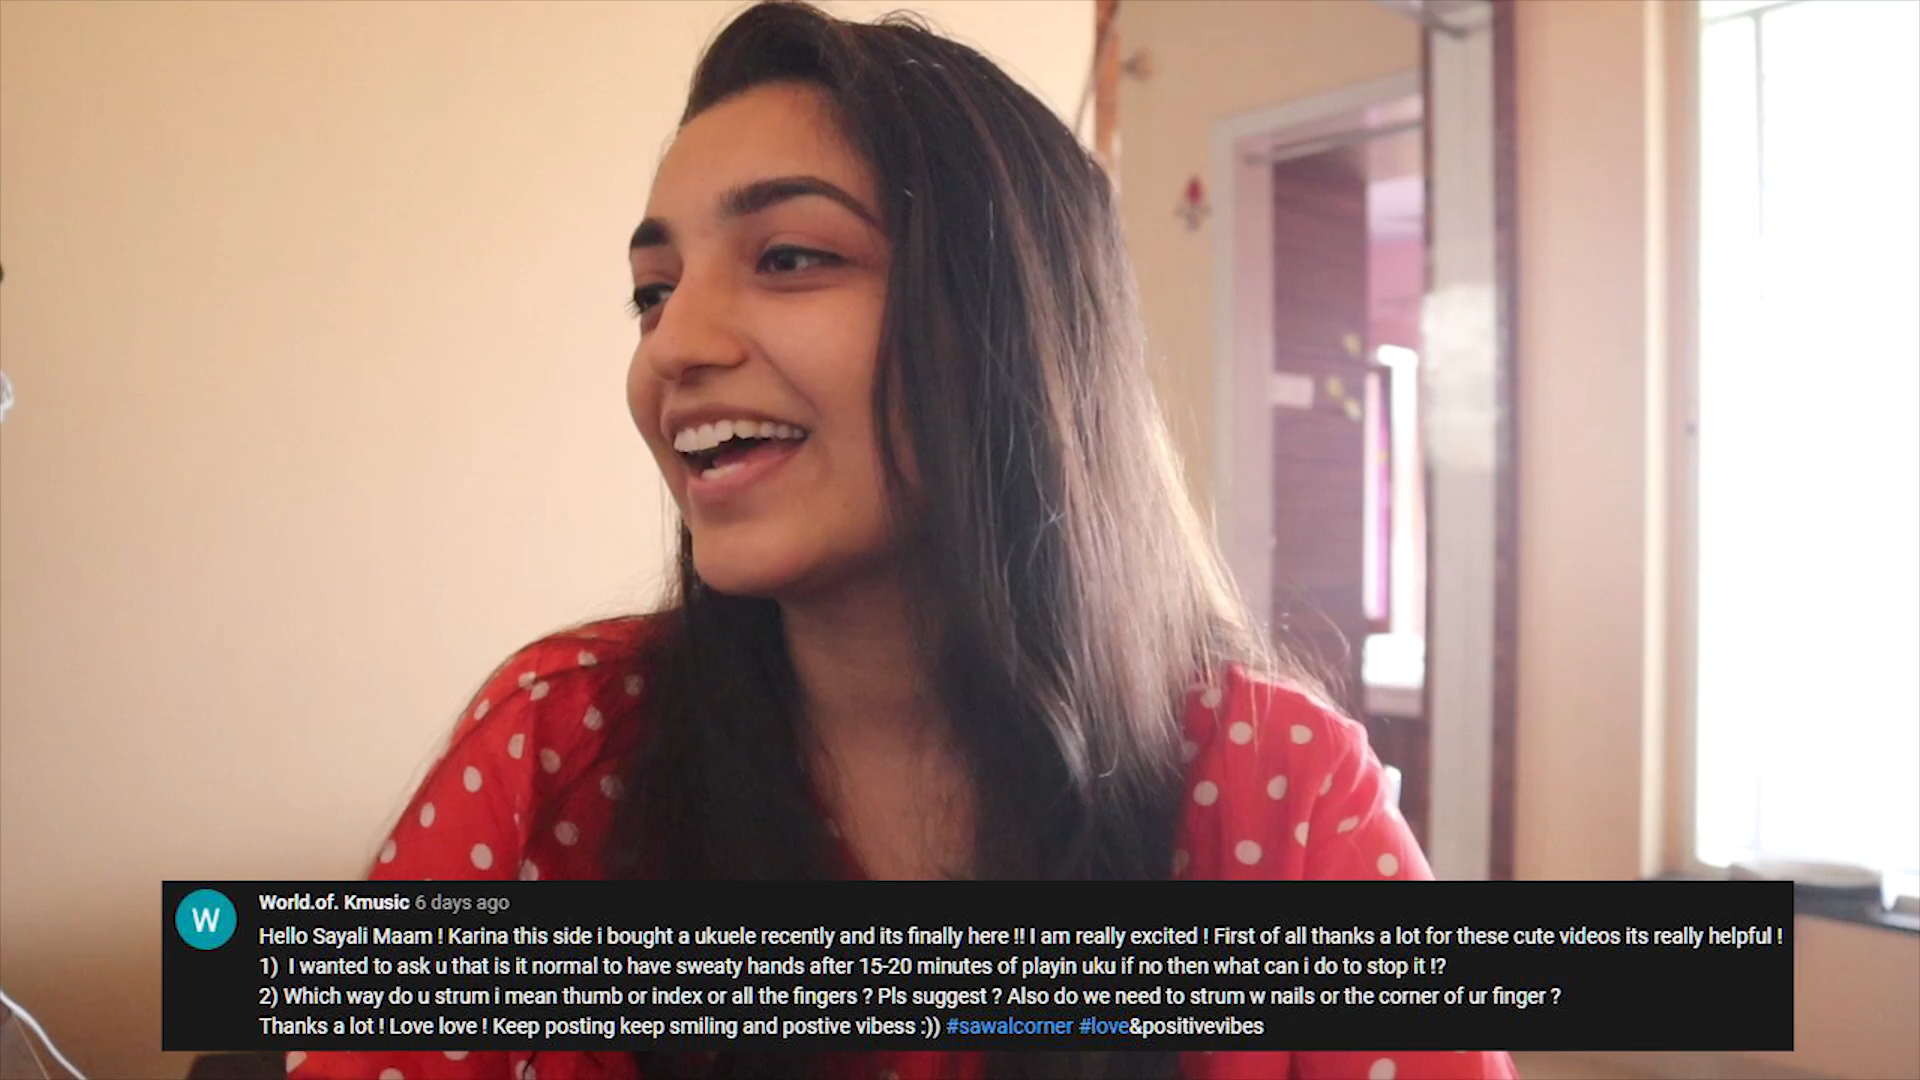 W
World.of. Kmusic 6 days ago
Hello Sayali Maam ! Karina this side i bought a ukuele recently and its finally here !! I am really excited ! First of all thanks a lot for these cute videos its really helpful !
1)  I wanted to ask u that is it normal to have sweaty hands after 15-20 minutes of playin uku if no then what can i do to stop it !?
2) Which way do u strum i mean thumb or index or all the fingers ? Pls suggest ? Also do we need to strum w nails or the corner of ur finger ?
Thanks a lot ! Love love ! Keep posting keep smiling and postive vibess :)) #sawalcorner #love&positivevibes